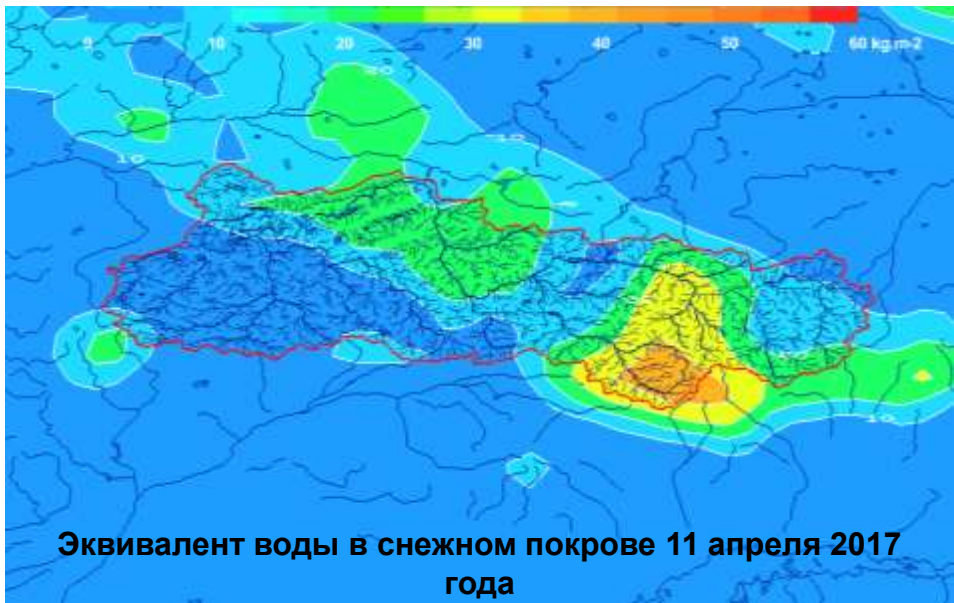 0 10 20 30 40 50 60 kg.m-2
10
10
10
Эквивалент воды в снежном покрове 11 апреля 2017
года